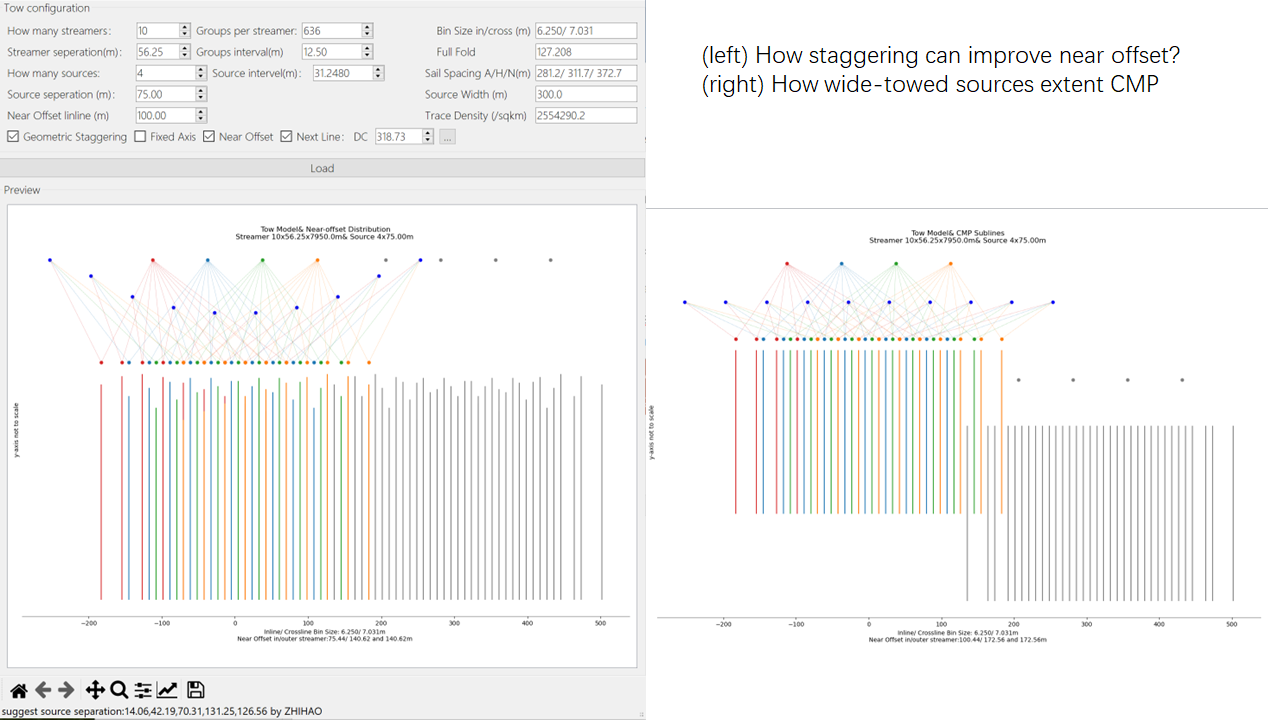 Tow configuration
How many streamers: 10 Groups per streamer: 636 Bin Size in/cross (m) 6.250/ 7.031
Streamer seperation(m): 56.25 Groups interval(m) 12.50 Full Fold 127.208
How many sources: 4 Source interval(m): 31.2480 Sail Spacing A/H/N(m) 281.2/ 311.7/ 372.7
Source seperation (m): 75.00 Source Width (m) 300.0
Near Offset linline (m) 100.00 Trace Density (/sqkm) 2554290.2
Geometric Staggering Fixed Axis Near Offset Next Line: DC 318.73 ...
Load
Preview
Tow Model& Near-offset Distribution
Streamer 10x56.25x7950.0m& Source 4x75.00m
y-axis not to scale
−200 −100 0 100 200 300 400 500
Inline/ Crossline Bin Size: 6.250/ 7.031m
Near Offset in/outer streamer:75.44/ 140.62 and 140.62m
suggest source separation:14.06,42.19,70.31,131.25,126.56 by ZHIHAO
(left) How staggering can improve near offset?
(right) How wide-towed sources extent CMP
Tow Model& CMP Sublines
Streamer 10x56.25x7950.0m& Source 4x75.00m
y-axis not to scale
−200 −100 0 100 200 300 400 500
Inline/ Crossline Bin Size: 6.250/ 7.031m
Near Offset in/outer streamer:100.44/ 172.56 and 172.56m